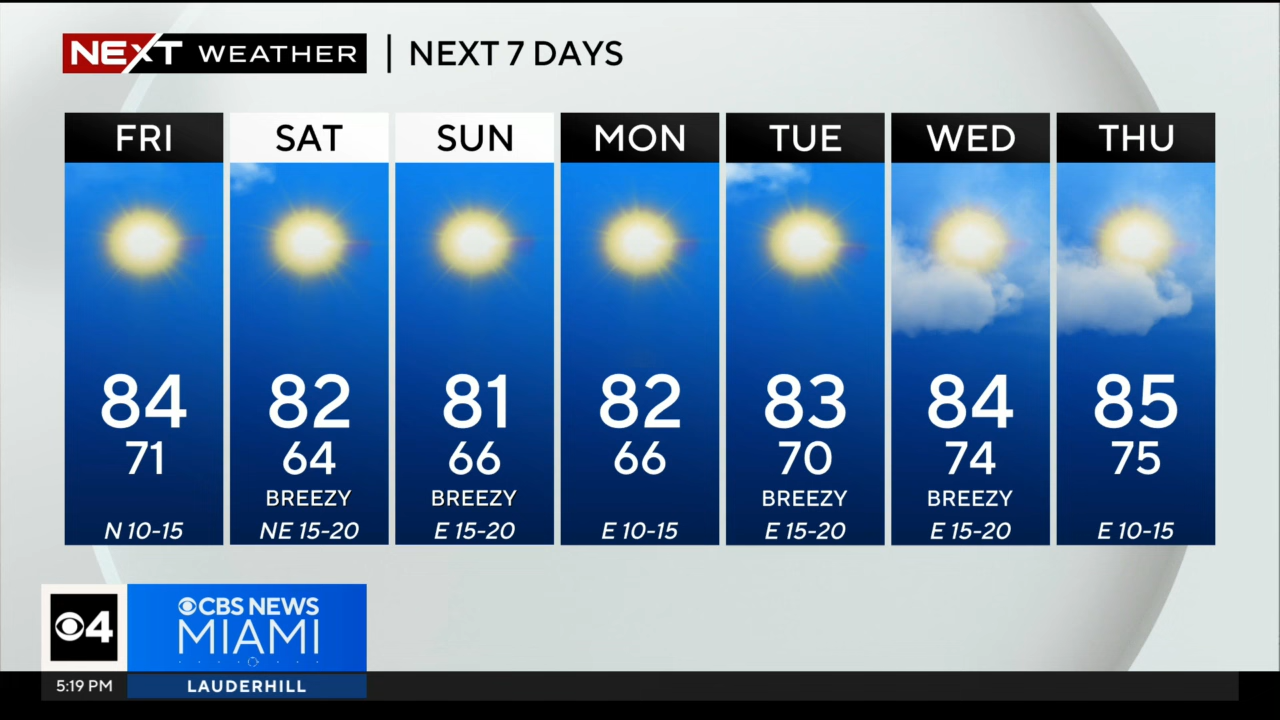 NEXT WEATHER | NEXT 7 DAYS
FRI SAT SUN MON TUE WED THU
84 82 81 82 83 84 85
71 64 66 66 70 74 75
BREEZY BREEZY BREEZY BREEZY
N 10-15 NE 15-20 E 15-20 E 10-15 E 15-20 E 15-20 E 10-15
4 CBS NEWS
MIAMI
5:19 PM LAUDERHILL